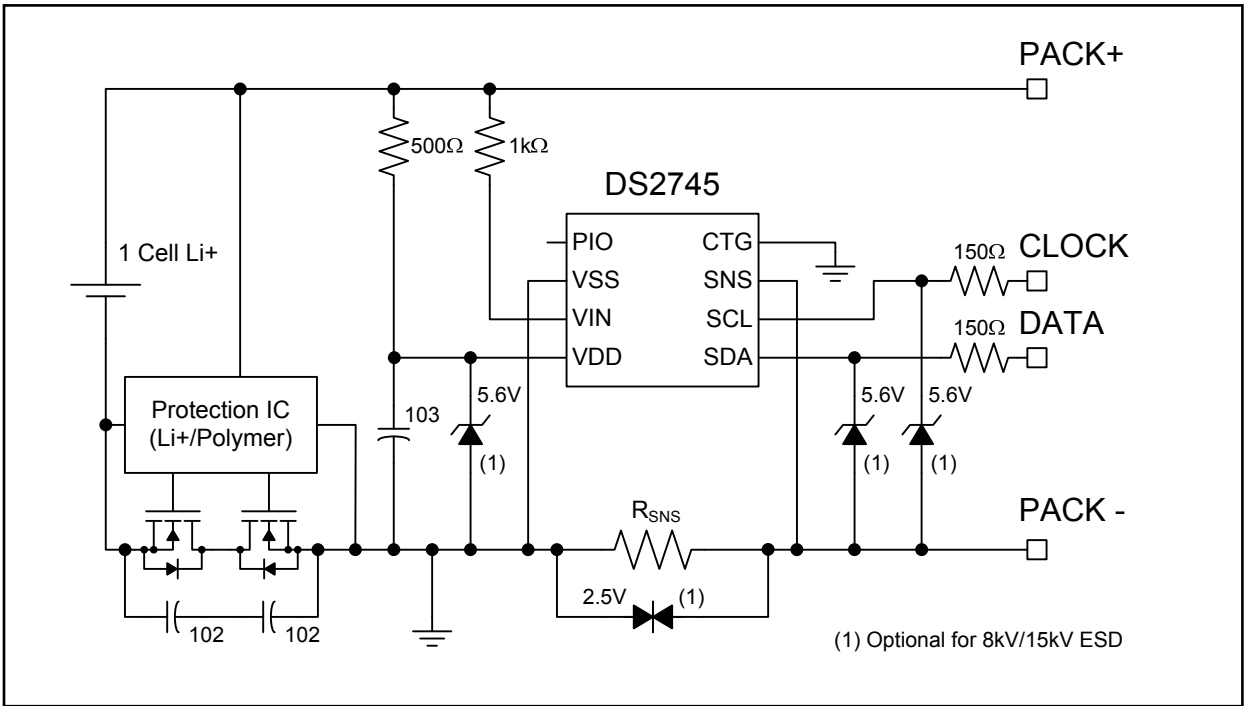 PACK+
500Ω
1kΩ
DS2745
PIO
CTG
VSS
SNS
VIN
SCL
VDD
SDA
150Ω
CLOCK
150Ω
DATA
1 Cell Li+
Protection IC
(Li+/Polymer)
103
5.6V
(1)
5.6V
(1)
5.6V
(1)
RSNS
PACK -
2.5V
(1)
102
102
(1) Optional for 8kV/15kV ESD